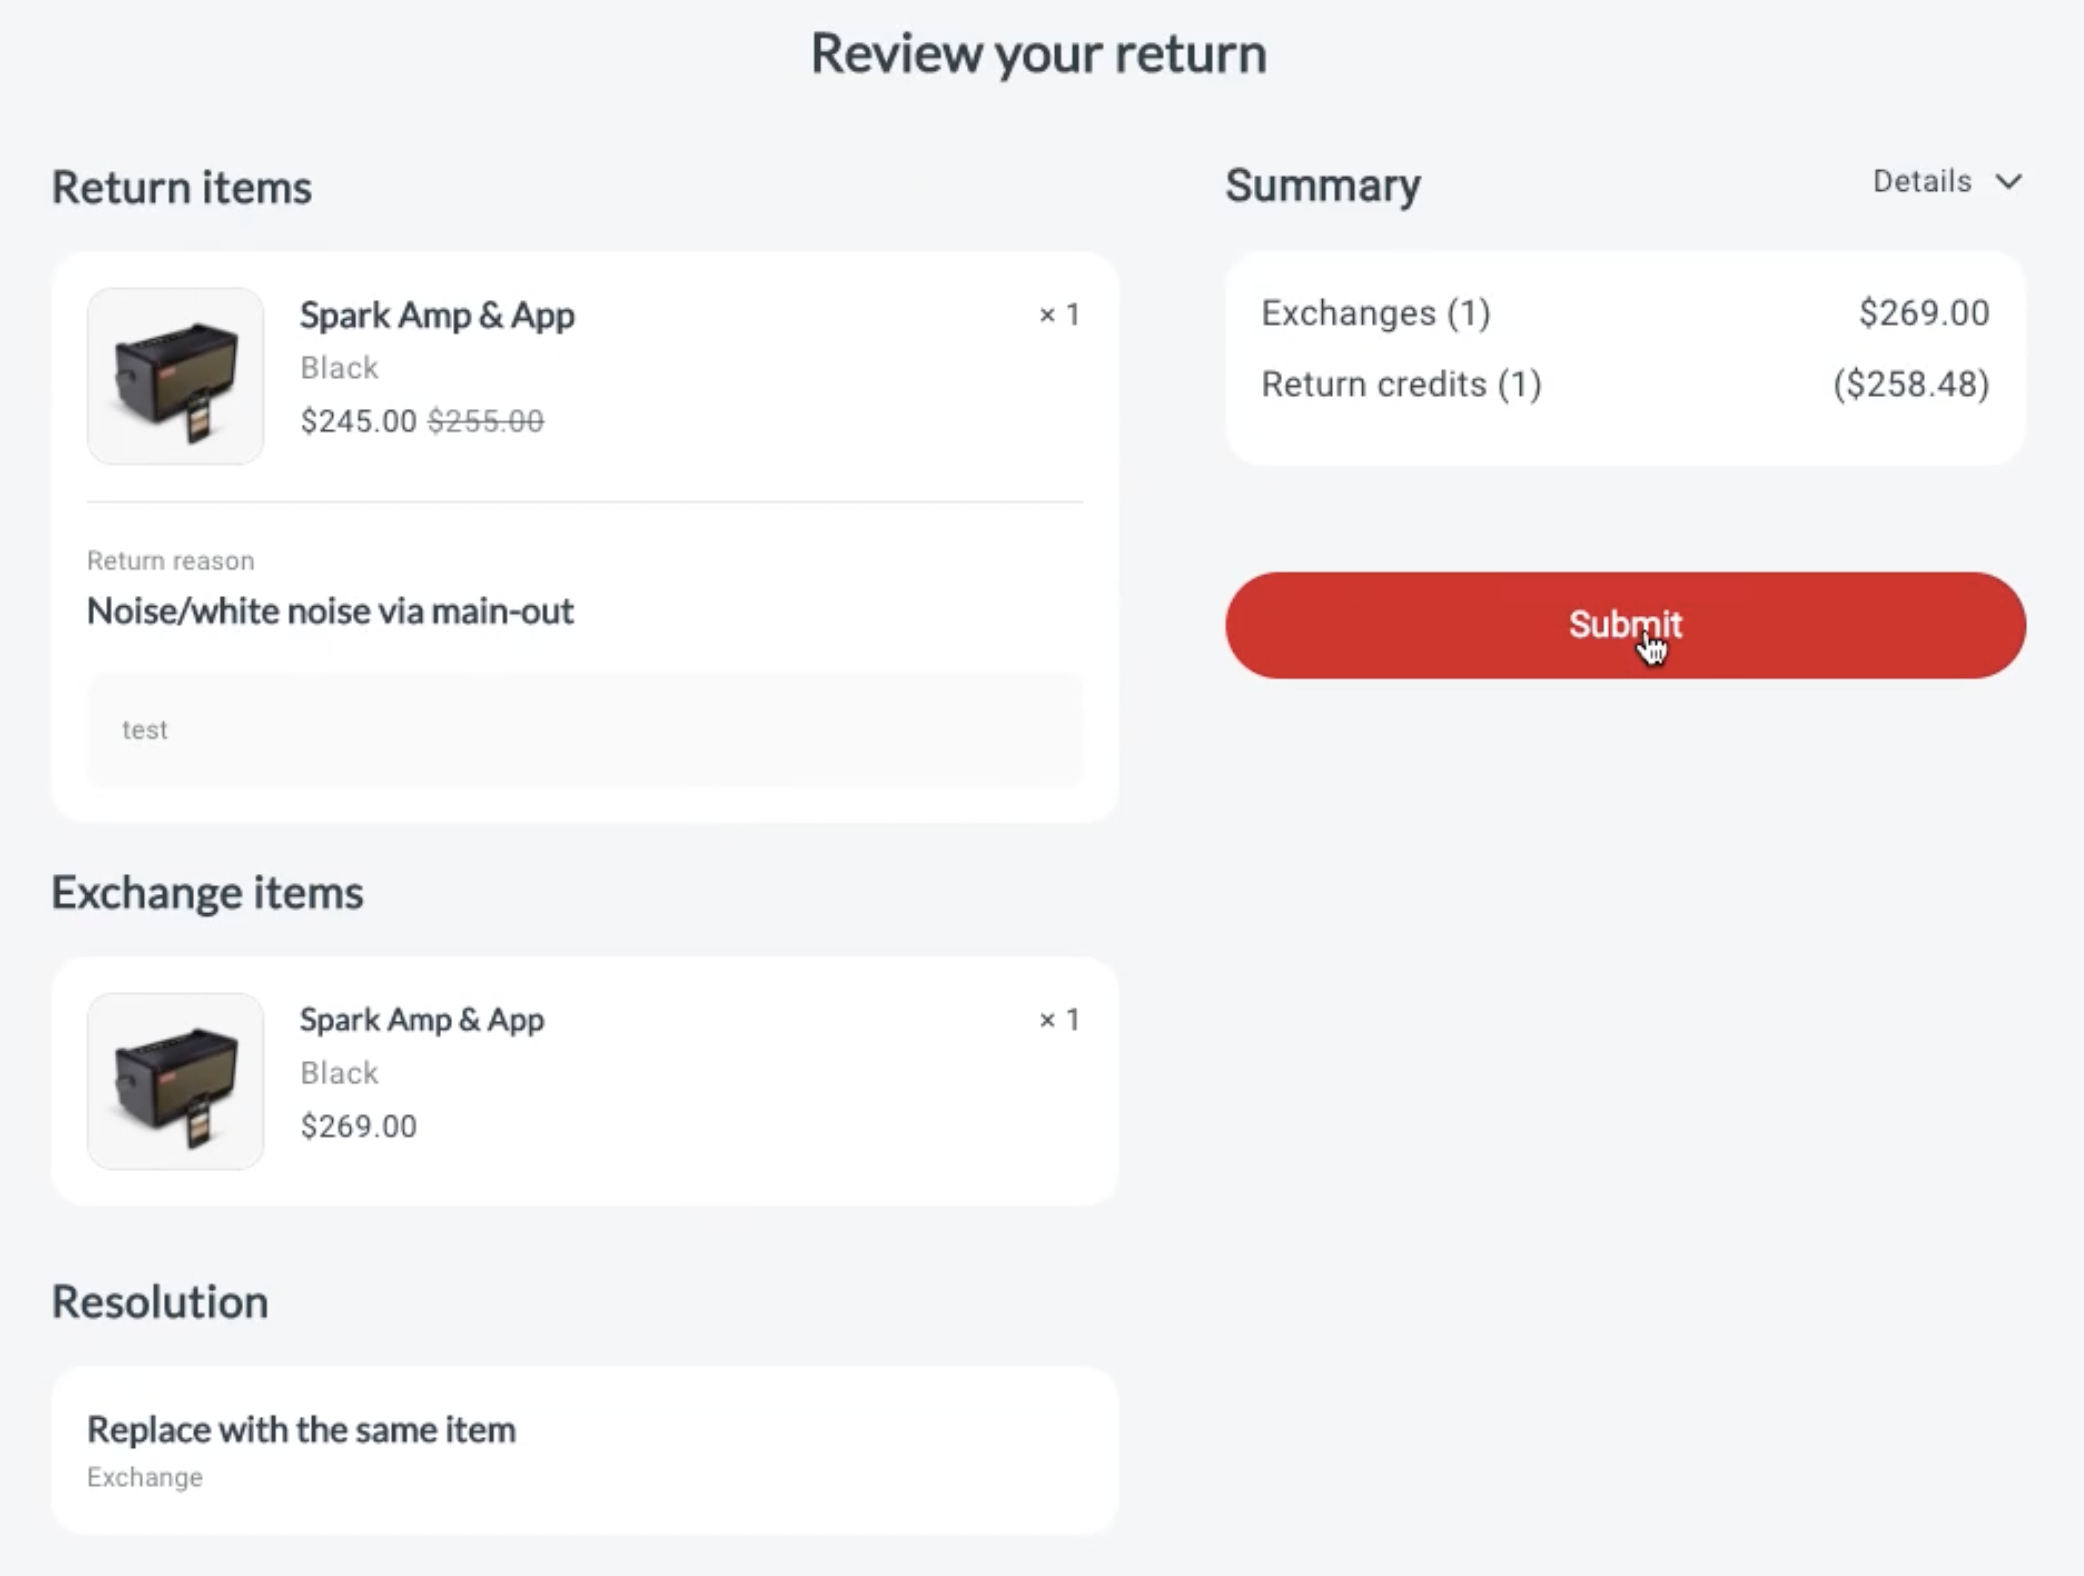 Review your return
Return items
Spark Amp & App
× 1
Black
$245.00 $255.00
Return reason
Noise/white noise via main-out
test
Exchange items
Spark Amp & App
× 1
Black
$269.00
Resolution
Replace with the same item
Exchange
Summary
Details
Exchanges (1)
$269.00
Return credits (1)
($258.48)
Submit